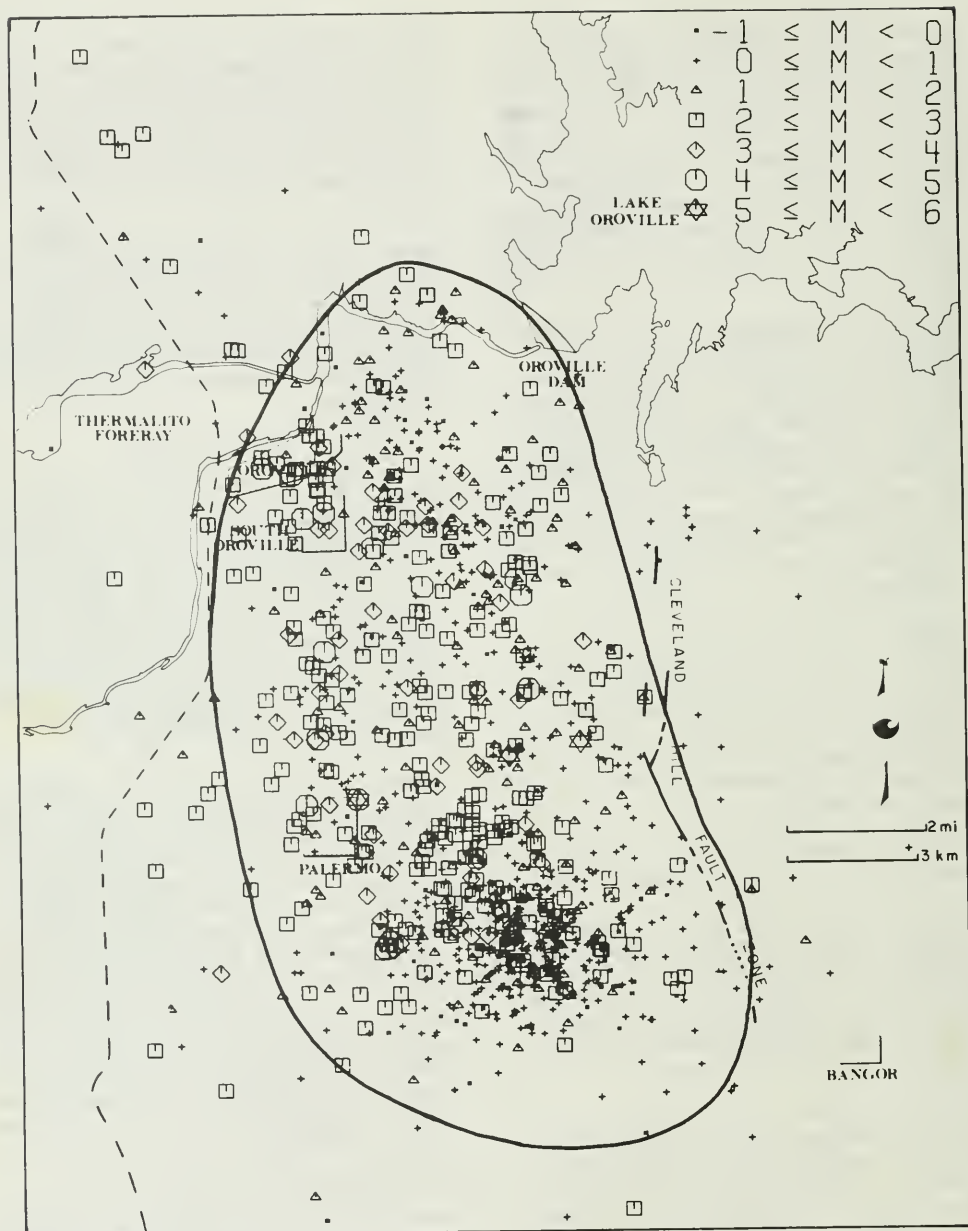 - 1 ≤ M < 0
0 ≤ M < 1
1 ≤ M < 2
2 ≤ M < 3
3 ≤ M < 4
4 ≤ M < 5
5 ≤ M < 6
LAKE
OROVILLE
OROVILLE
DAM
THERMALITO
FOREBAY
SOUTH
OROVILLE
CLEVELAND
HILL
FAULT
ZONE
2 mi
3 km
PALERMO
BANGOR